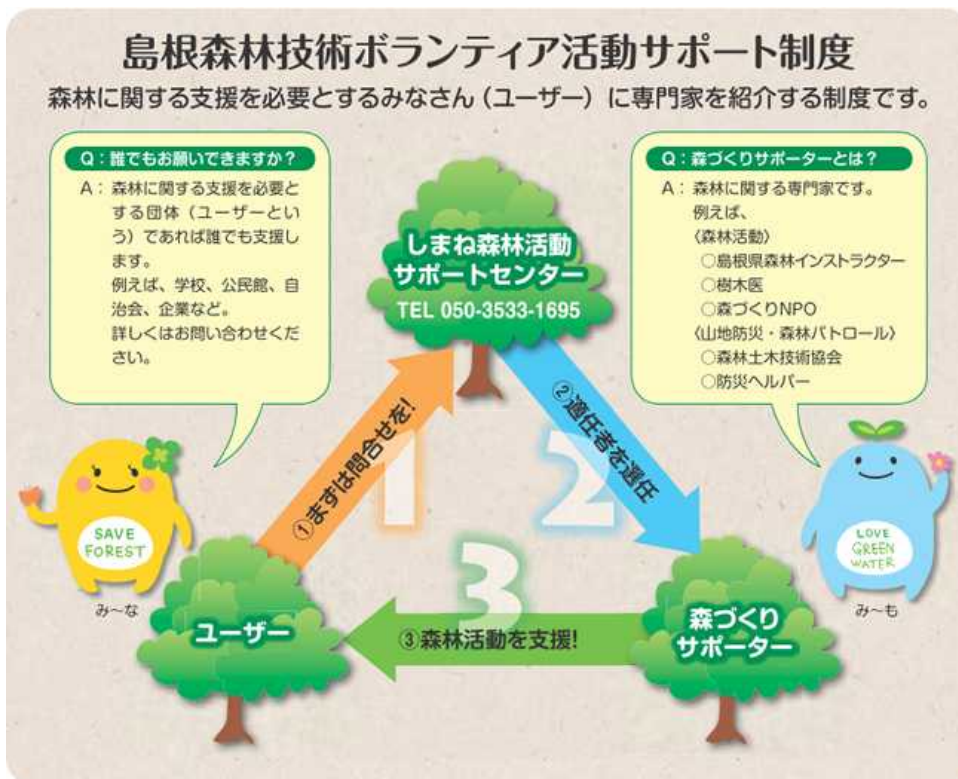 島根森林技術ボランティア活動サポート制度
森林に関する支援を必要とするみなさん（ユーザー）に専門家を紹介する制度です。
Q：誰でもお願いできますか？
A：森林に関する支援を必要と
する団体（ユーザーとい
う）であれば誰でも支援し
ます。
例えば、学校、公民館、自
治会、企業など。
詳しくはお問い合わせくだ
さい。
Q：森づくりサポーターとは？
A：森林に関する専門家です。
例えば、
〈森林活動〉
○島根県森林インストラクター
○樹木医
○森づくりNPO
〈山地防災・森林パトロール〉
○森林土木技術協会
○防災ヘルパー
しまね森林活動
サポートセンター
TEL 050-3533-1695
①まずは問合せを!
1
②適任者を選任
2
SAVE
FOREST
み～な
LOVE
GREEN
WATER
み～も
3
ユーザー
③森林活動を支援!
森づくり
サポーター